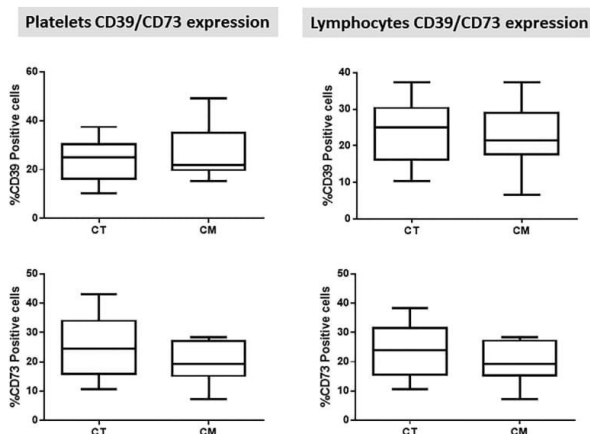 Platelets CD39/CD73 expression
Lymphocytes CD39/CD73 expression
%CD39 Positive cells
60
40
20
0
CT
CM
%CD39 Positive cells
40
30
20
10
0
CT
CM
%CD73 Positive cells
50
40
30
20
10
0
CT
CM
%CD73 Positive cells
50
40
30
20
10
0
CT
CM